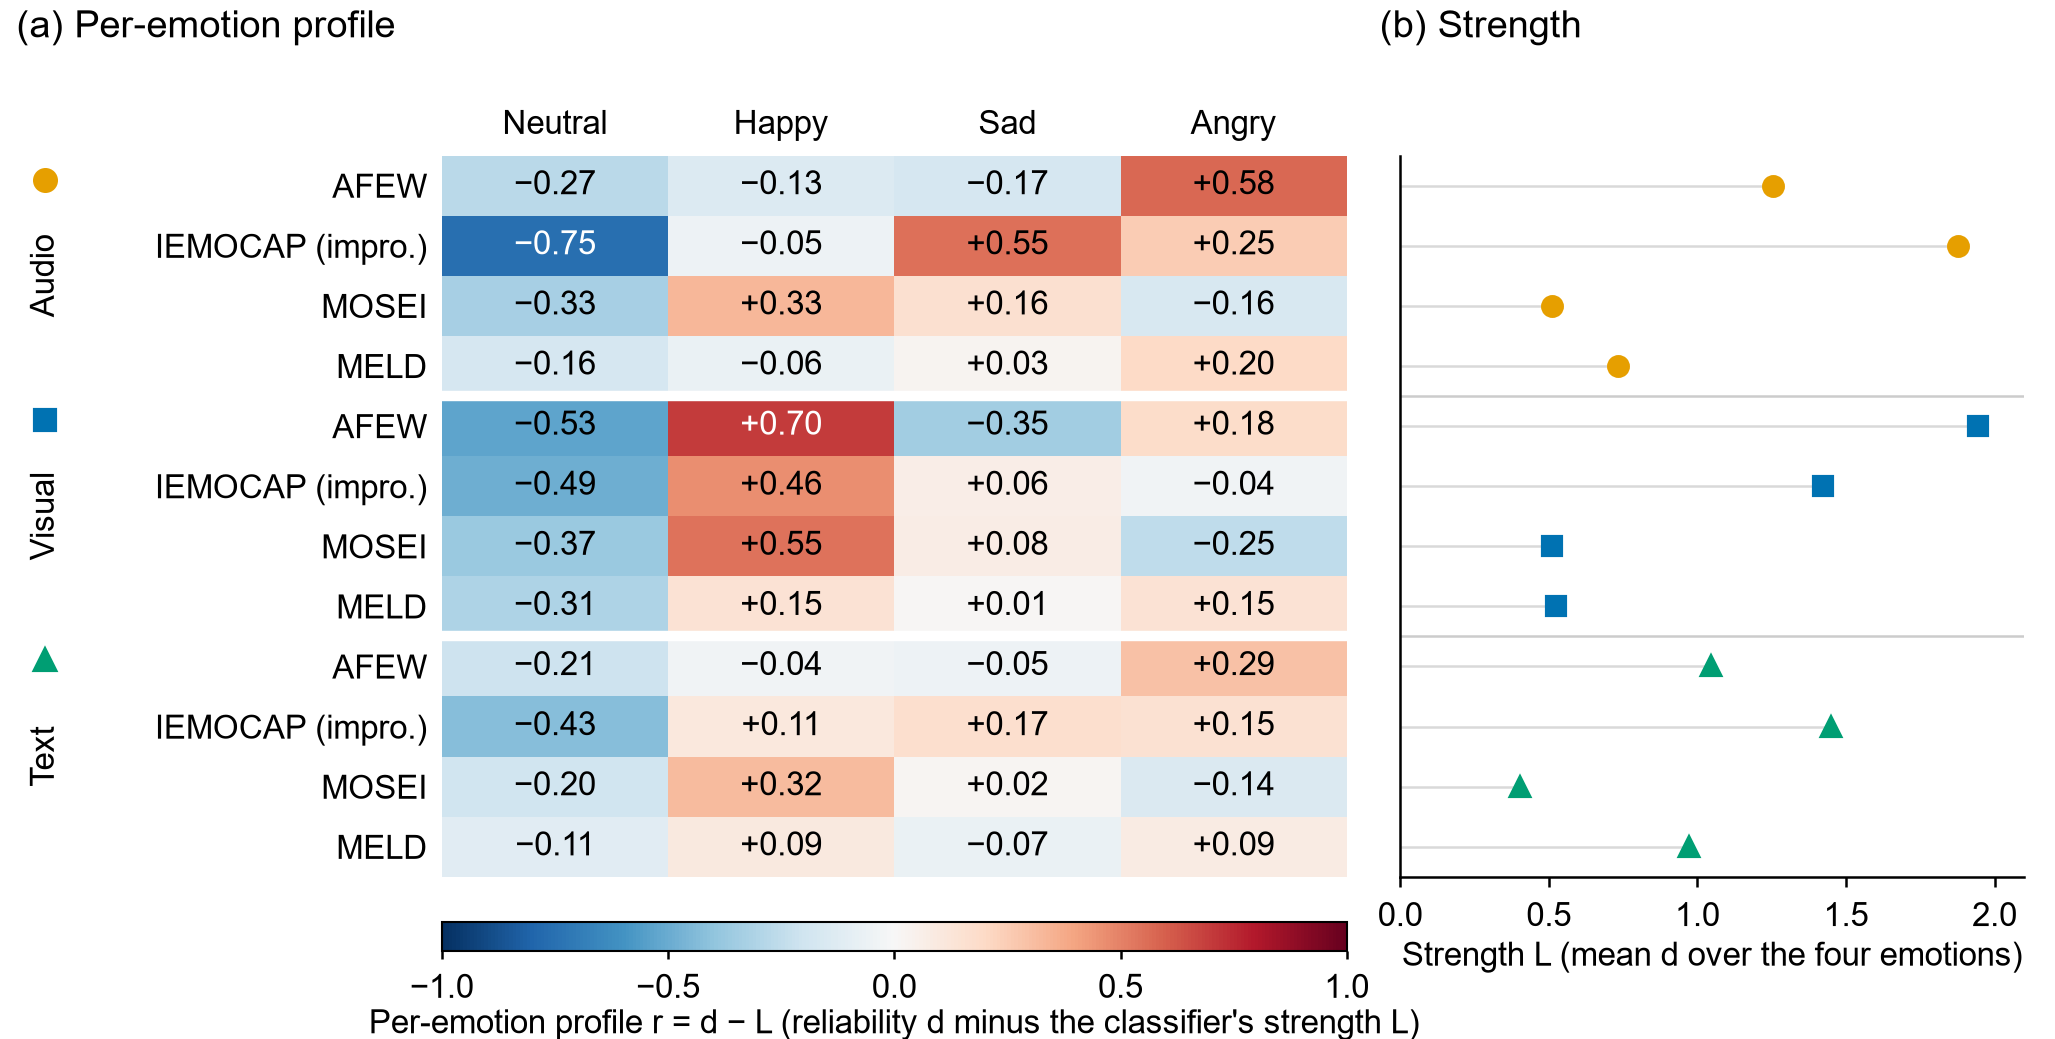 (a) Per-emotion profile
(b) Strength
Neutral Happy Sad Angry
Audio
AFEW −0.27 −0.13 −0.17 +0.58
IEMOCAP (impro.) −0.75 −0.05 +0.55 +0.25
MOSEI −0.33 +0.33 +0.16 −0.16
MELD −0.16 −0.06 +0.03 +0.20
Visual
AFEW −0.53 +0.70 −0.35 +0.18
IEMOCAP (impro.) −0.49 +0.46 +0.06 −0.04
MOSEI −0.37 +0.55 +0.08 −0.25
MELD −0.31 +0.15 +0.01 +0.15
Text
AFEW −0.21 −0.04 −0.05 +0.29
IEMOCAP (impro.) −0.43 +0.11 +0.17 +0.15
MOSEI −0.20 +0.32 +0.02 −0.14
MELD −0.11 +0.09 −0.07 +0.09
−1.0 −0.5 0.0 0.5 1.0
Per-emotion profile r = d − L (reliability d minus the classifier's strength L)
0.0 0.5 1.0 1.5 2.0
Strength L (mean d over the four emotions)